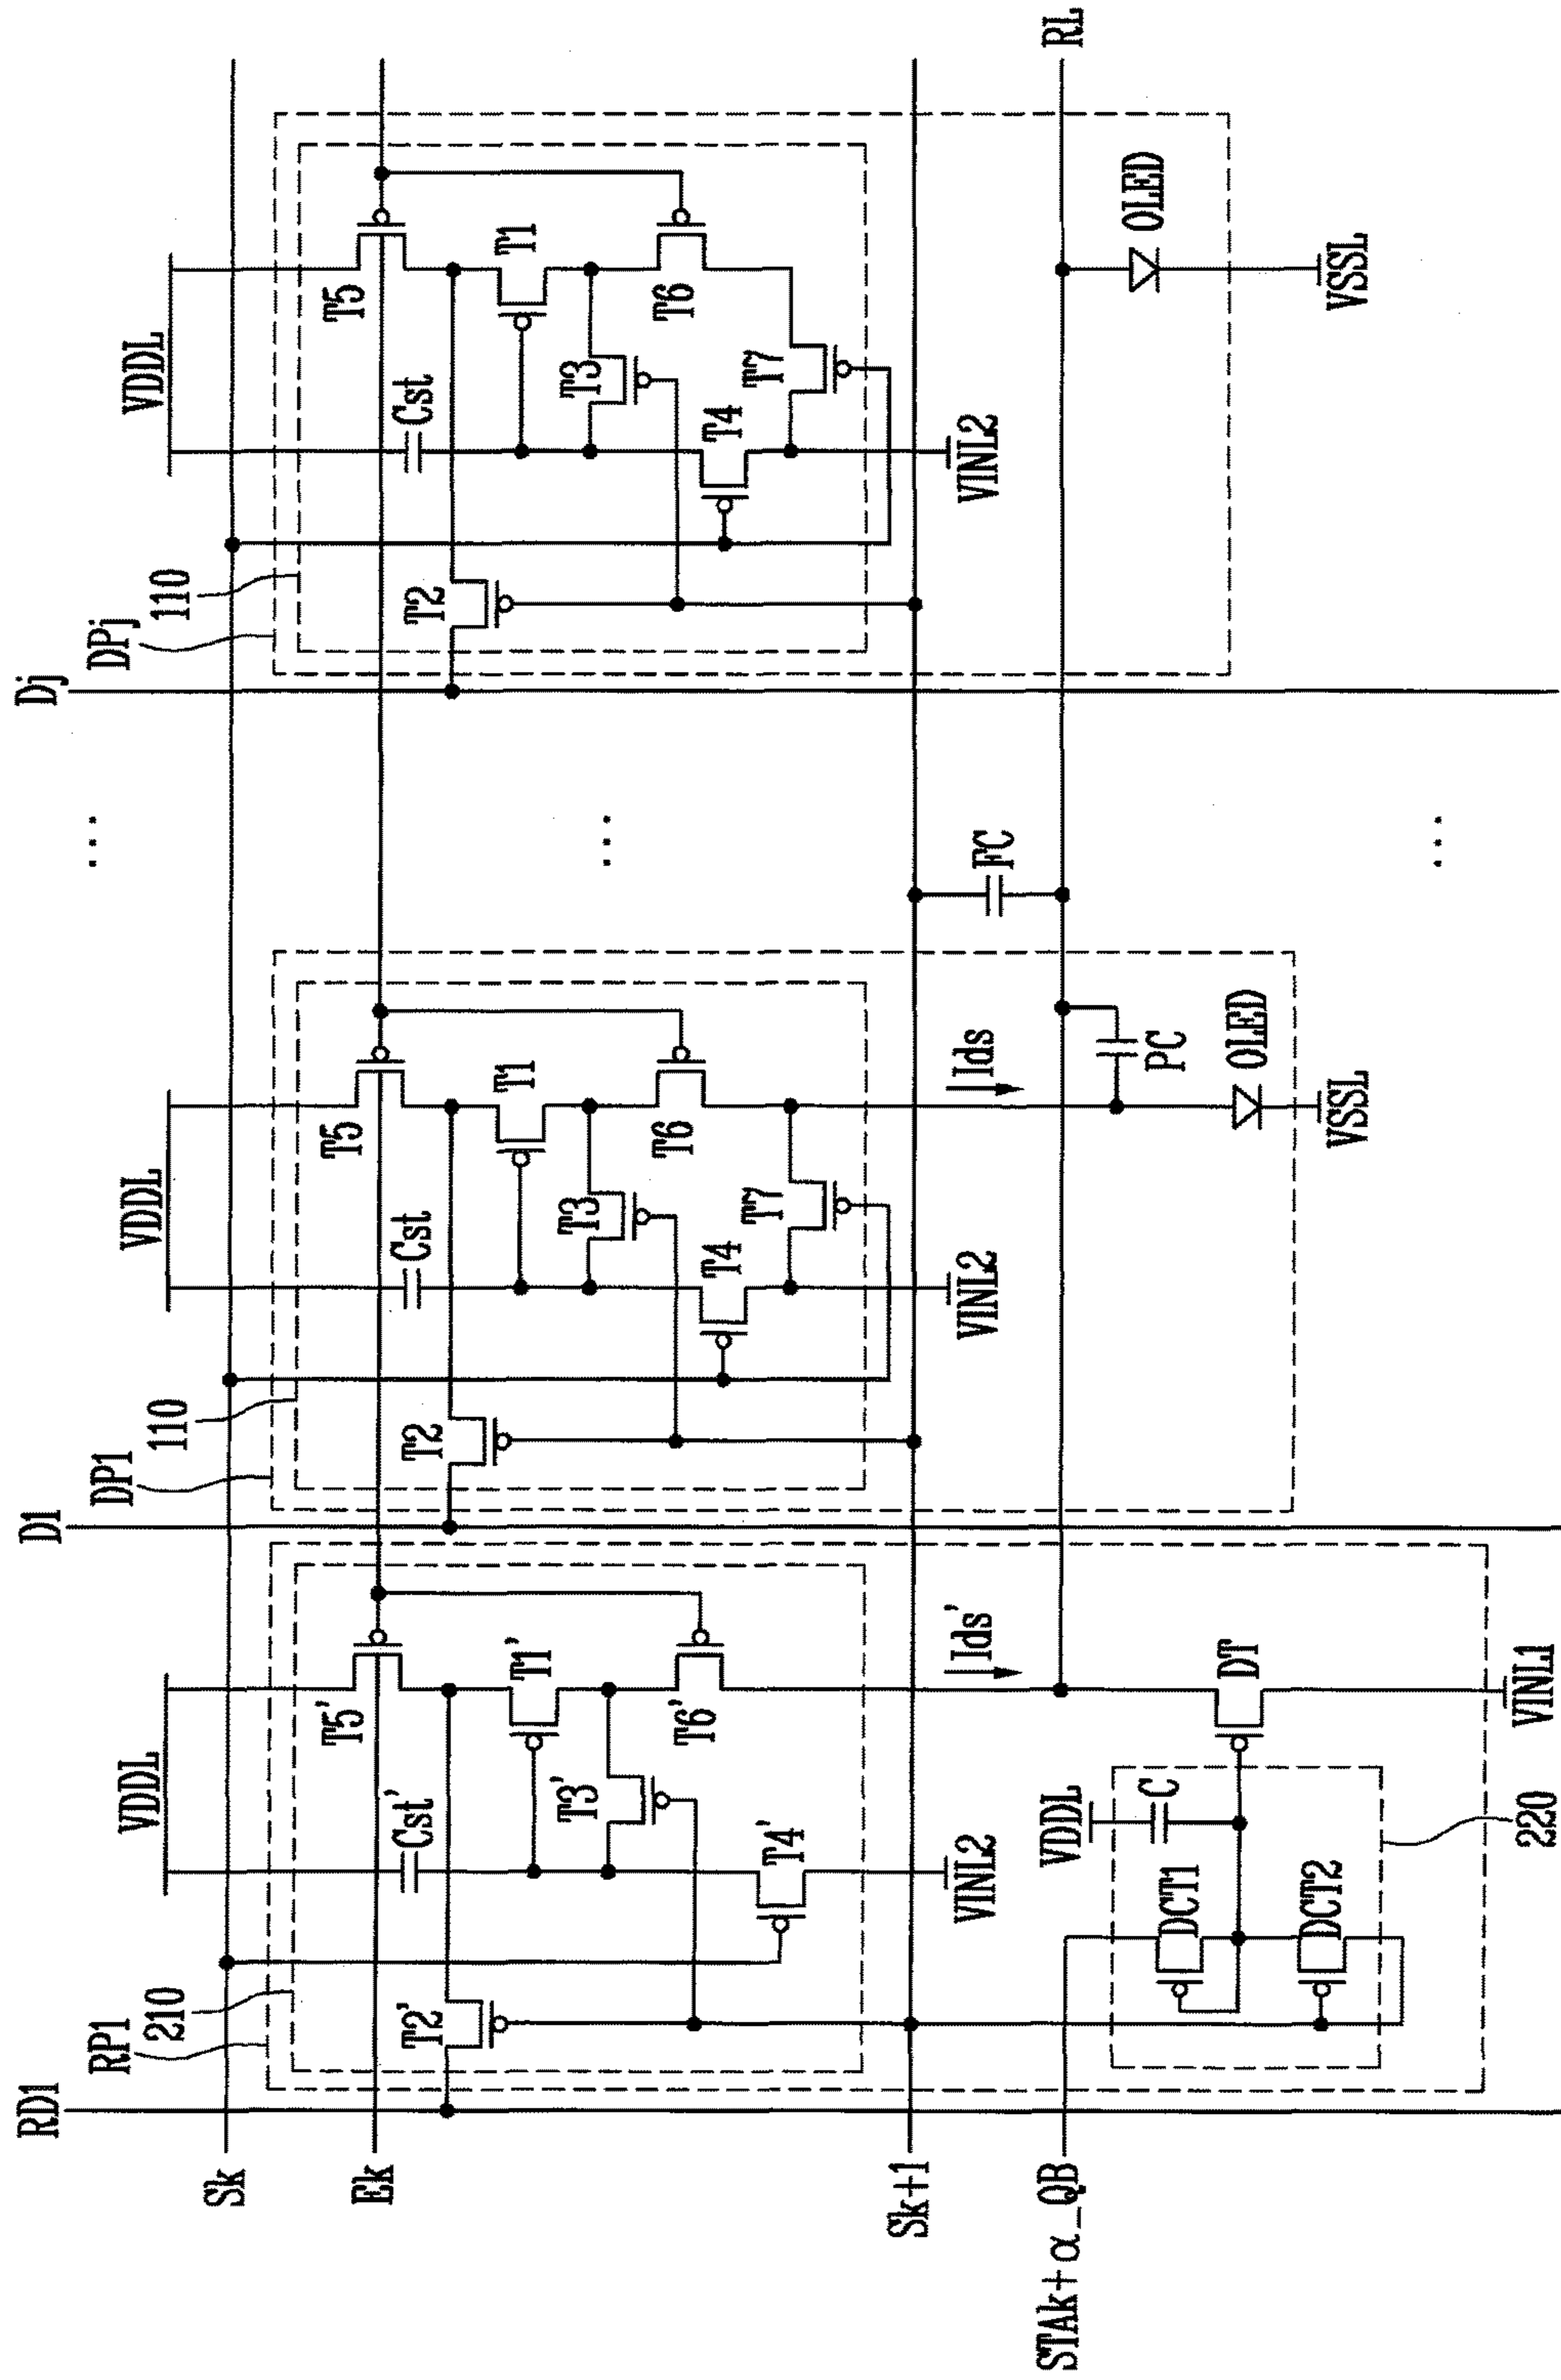 RD1
D1
Dj
RP1
210
DP1
110
DPj
110
VDDL
VDDL
VDDL
Sk
Ek
Sk+1
STAk+α_QB
RL
T5'
Cst'
T1'
T2'
T3'
T6'
T4'
VINL2
Ids'
VDDL
C
DCT1
DCT2
DT
220
VINL1
T5
Cst
T1
T2
T3
T6
T4
T7
VINL2
Ids
PC
OLED
VSSL
FC
T5
Cst
T1
T2
T3
T6
T4
T7
VINL2
OLED
VSSL
...
...
...